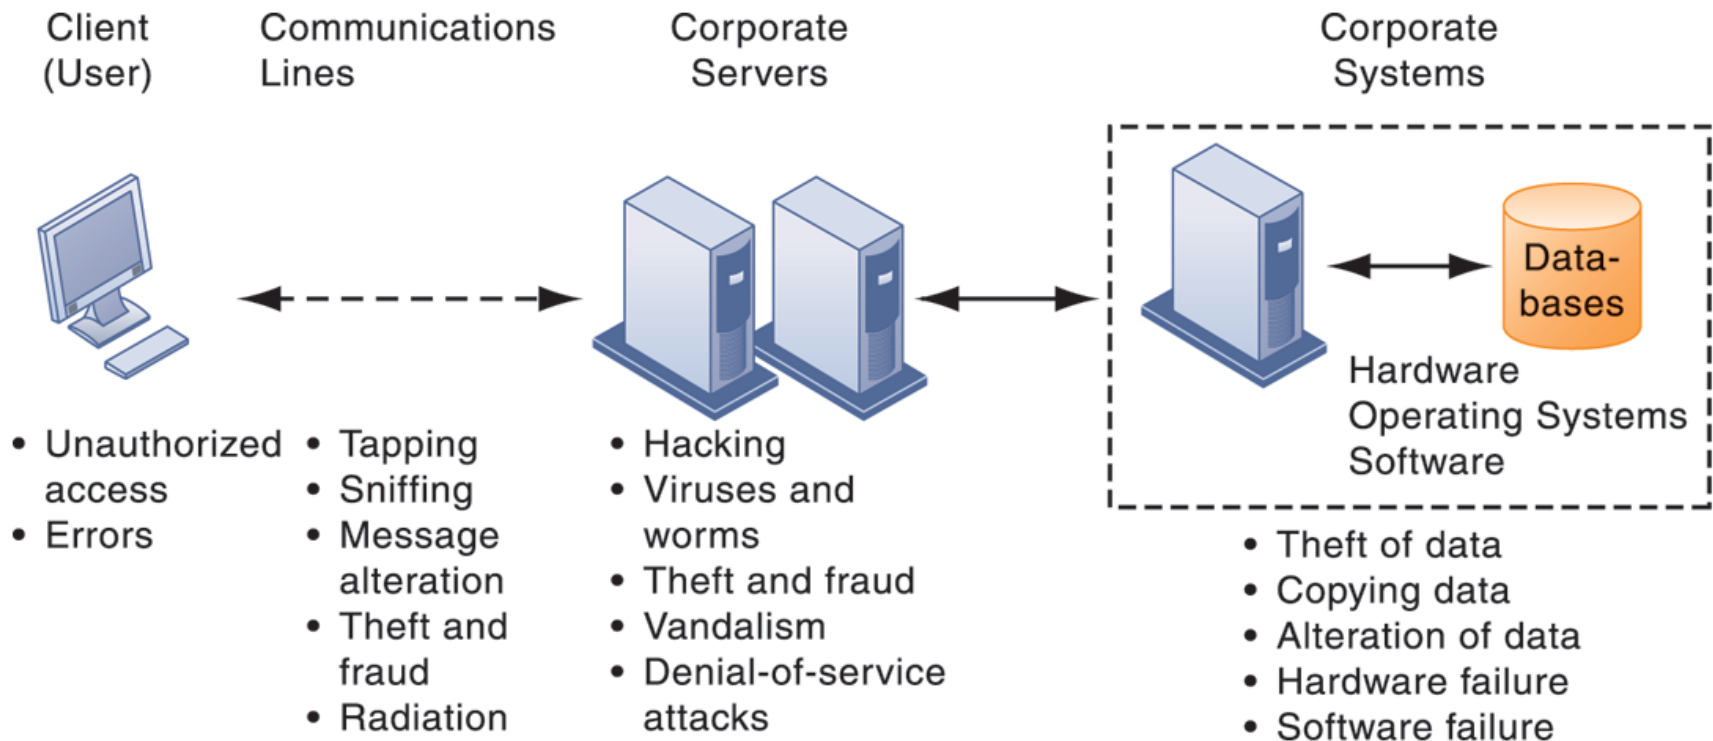 Client
(User)
Communications
Lines
Corporate
Servers
Corporate
Systems
Data-
bases
Hardware
Operating Systems
Software
• Unauthorized
access
• Errors
• Tapping
• Sniffing
• Message
alteration
• Theft and
fraud
• Radiation
• Hacking
• Viruses and
worms
• Theft and fraud
• Vandalism
• Denial-of-service
attacks
• Theft of data
• Copying data
• Alteration of data
• Hardware failure
• Software failure